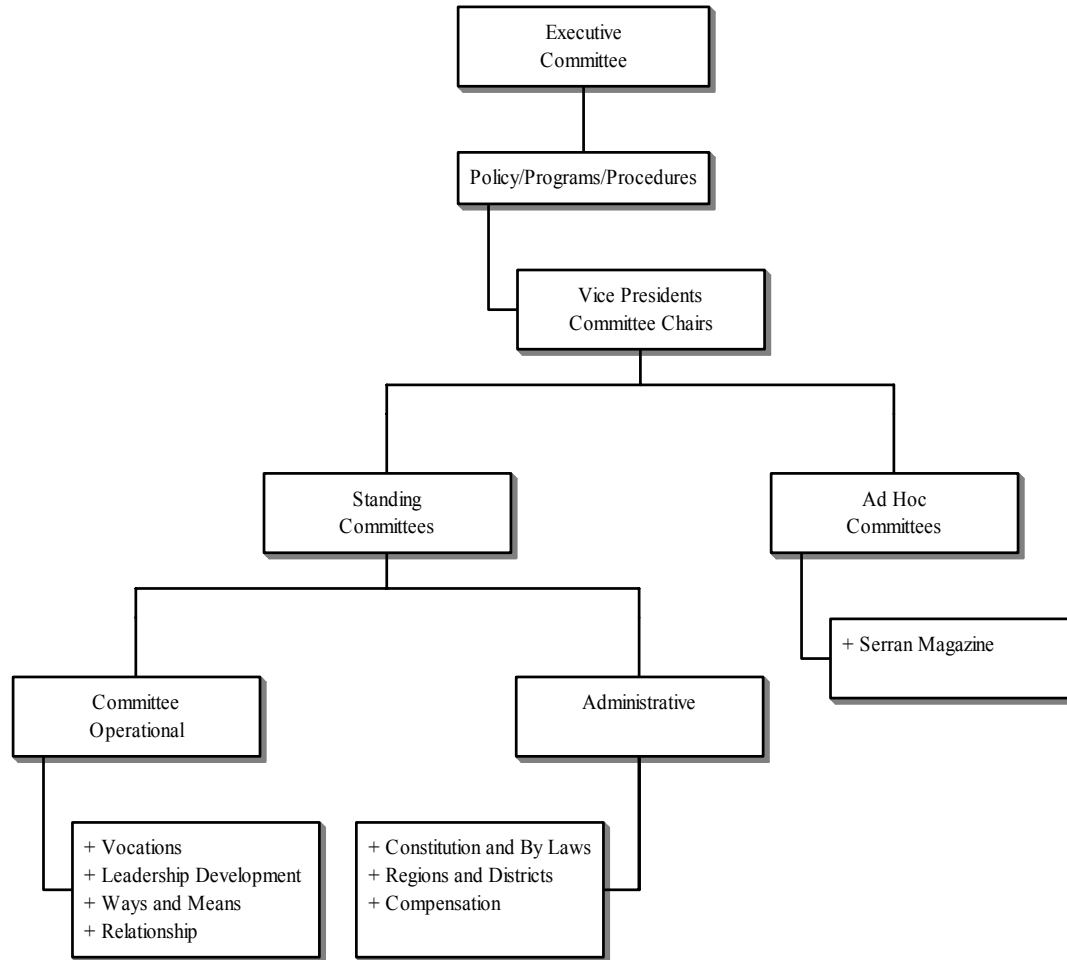 Executive
Committee
Policy/Programs/Procedures
Vice Presidents
Committee Chairs
Standing
Committees
Ad Hoc
Committees
+ Serran Magazine
Committee
Operational
Administrative
+ Vocations
+ Leadership Development
+ Ways and Means
+ Relationship
+ Constitution and By Laws
+ Regions and Districts
+ Compensation